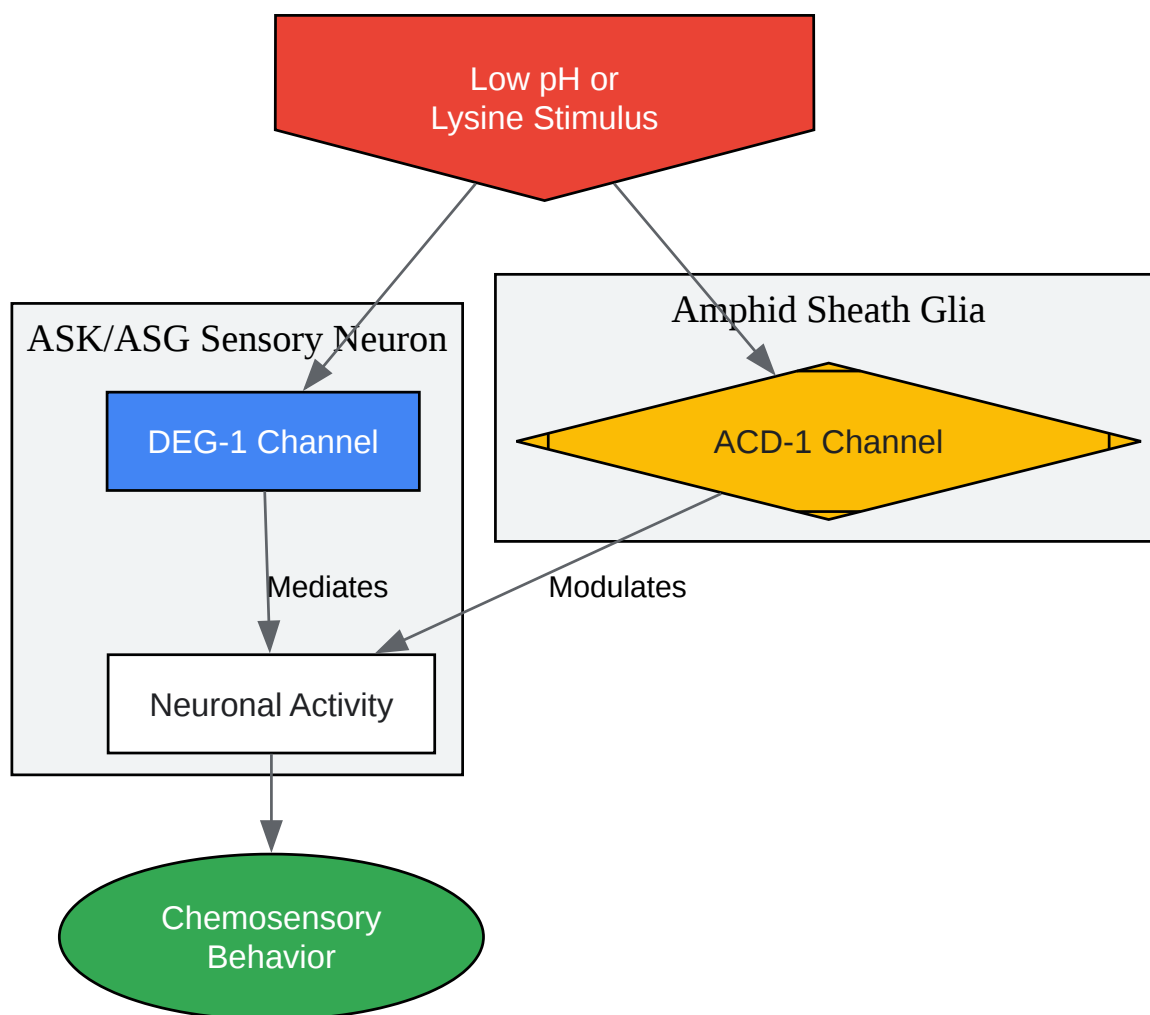 Low pH or
Lysine Stimulus
Amphid Sheath Glia
ASK/ASG Sensory Neuron
DEG-1 Channel
ACD-1 Channel
Mediates
Modulates
Neuronal Activity
Chemosensory
Behavior